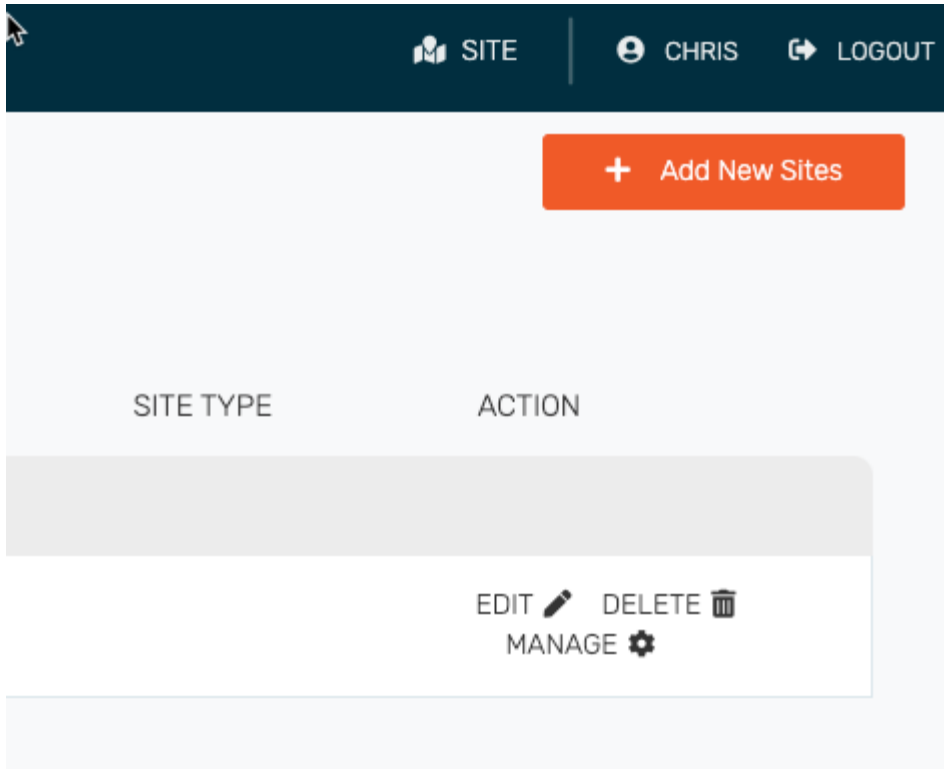 SITE CHRIS LOGOUT
Add New Sites
SITE TYPE ACTION
EDIT DELETE
MANAGE